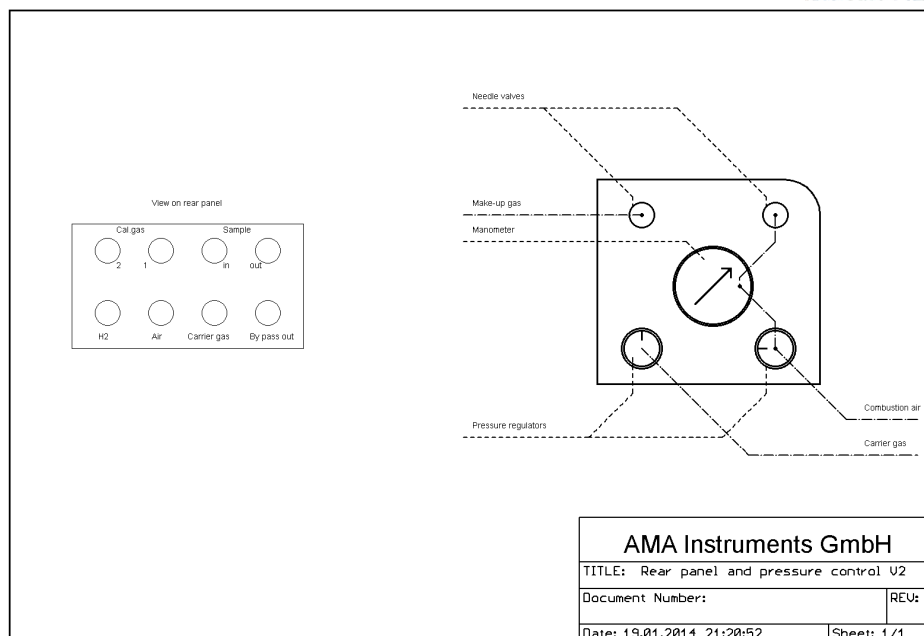 Needle valves
View on rear panel
Make-up gas
Cal.gas
Sample
Manometer
2
1
in
out
H2
Air
Carrier gas
By pass out
Combustion air
Pressure regulators
Carrier gas
AMA Instruments GmbH
TITLE: Rear panel and pressure control V2
Document Number:
REV:
Date: 19.01.2014 21:20:52
Sheet: 1/1